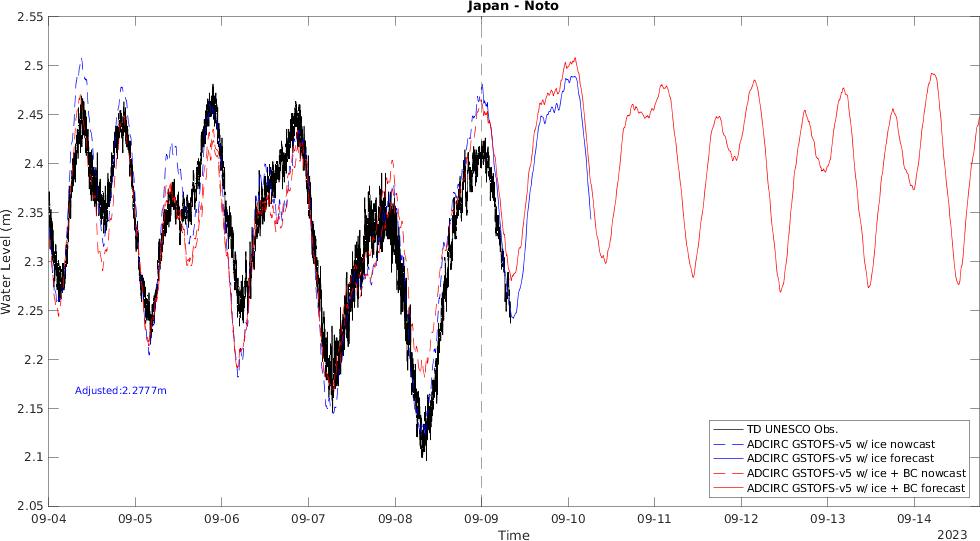 Japan - Noto
2.55
2.5
2.45
2.4
2.35
2.3
2.25
2.2
2.15
2.1
2.05
Water Level (m)
Adjusted:2.2777m
TD UNESCO Obs.
ADCIRC GSTOFS-v5 w/ ice nowcast
ADCIRC GSTOFS-v5 w/ ice forecast
ADCIRC GSTOFS-v5 w/ ice + BC nowcast
ADCIRC GSTOFS-v5 w/ ice + BC forecast
09-04 09-05 09-06 09-07 09-08 09-09 09-10 09-11 09-12 09-13 09-14
Time
2023